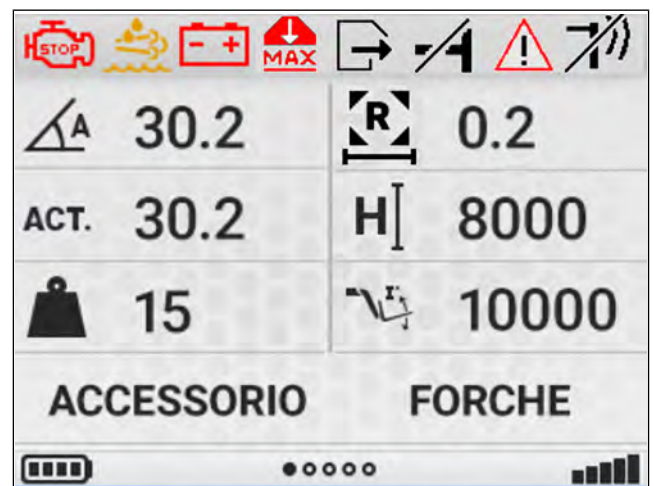 STOP - + MAX !
A 30.2 R 0.2
ACT. 30.2 H 8000
15 10000
ACCESSORIO FORCHE